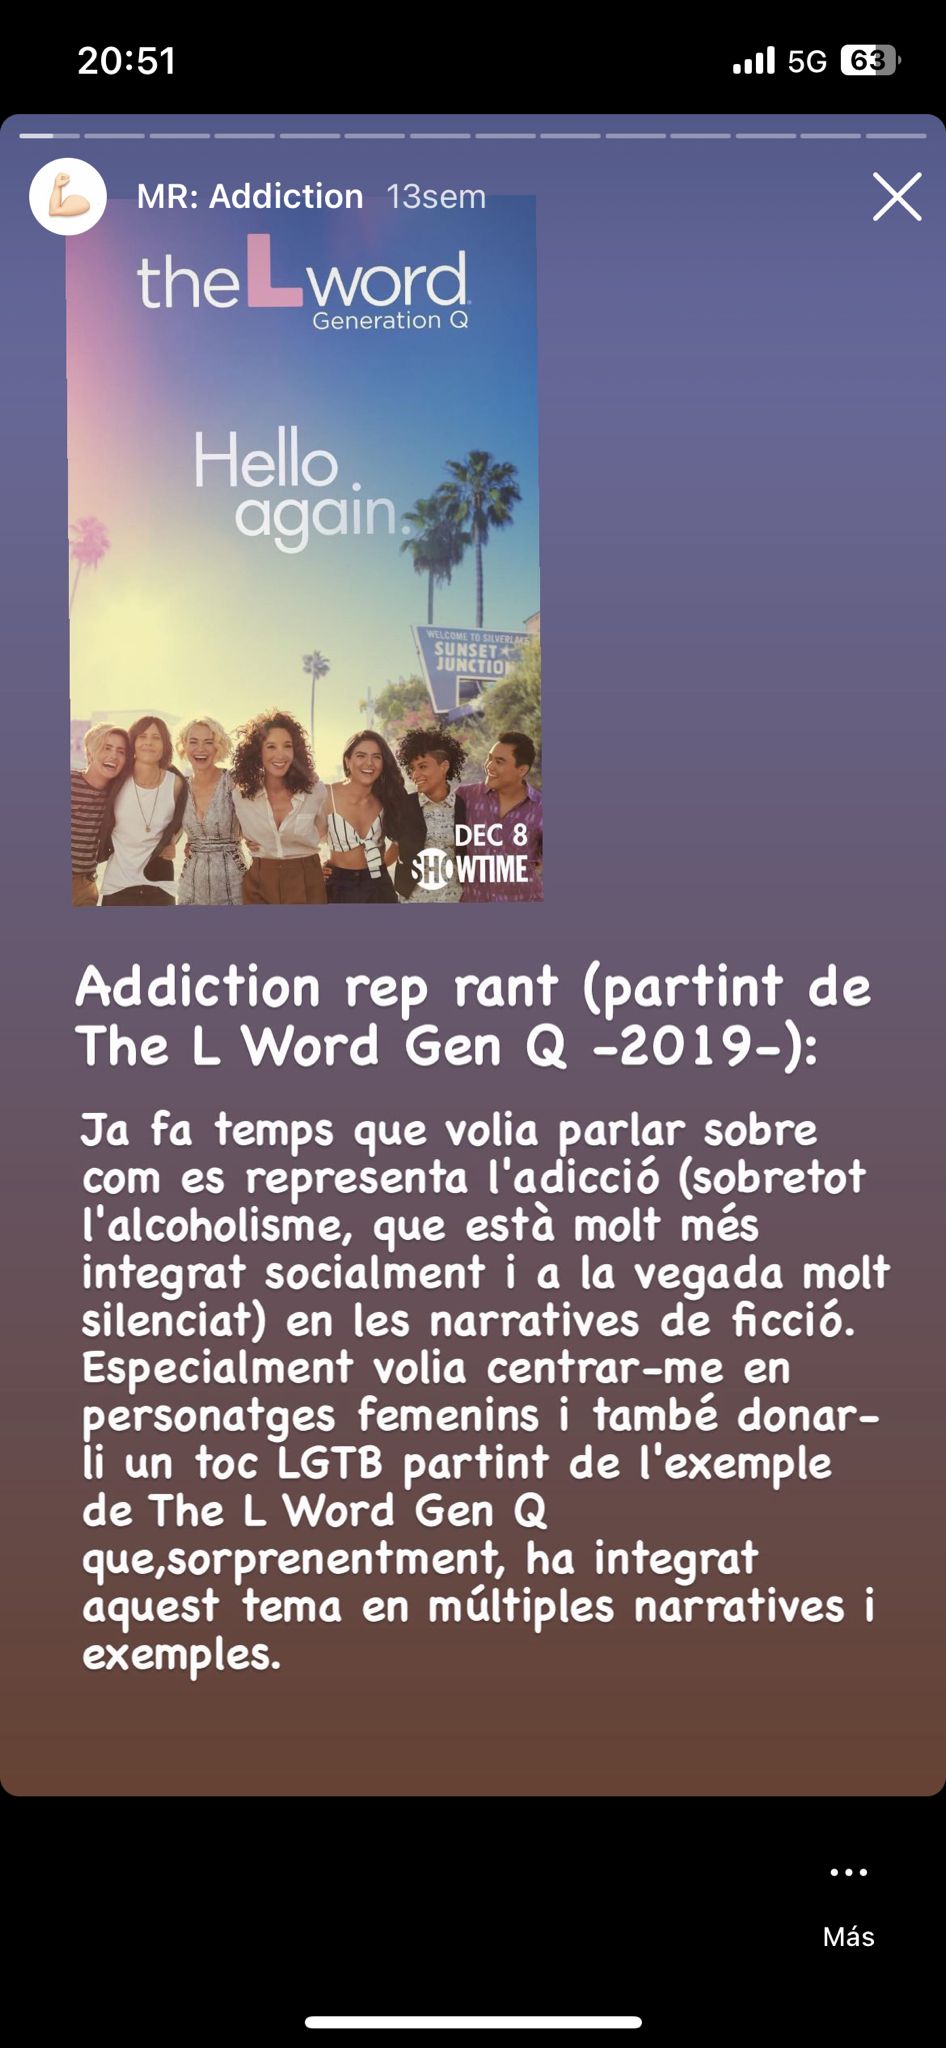 20:51
5G 63
MR: Addiction 13sem
the L word
Generation Q
Hello
again.
WELCOME TO SILVERLAKE
SUNSET
JUNCTION
DEC 8
SHOWTIME
Addiction rep rant (partint de
The L Word Gen Q -2019-):
Ja fa temps que volia parlar sobre
com es representa l'adicció (sobretot
l'alcoholisme, que està molt més
integrat socialment i a la vegada molt
silenciat) en les narratives de ficció.
Especialment volia centrar-me en
personatges femenins i també donar-
li un toc LGTB partint de l'exemple
de The L Word Gen Q
que,sorprenentment, ha integrat
aquest tema en múltiples narratives i
exemples.
Más